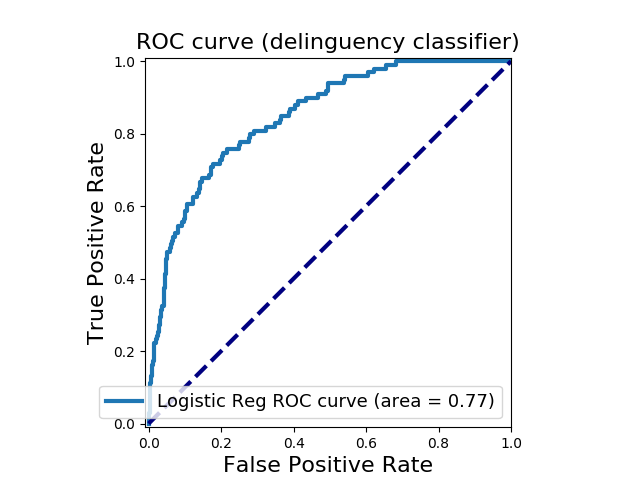 ROC curve (delinguency classifier)
True Positive Rate
1.0
0.8
0.6
0.4
0.2
0.0
Logistic Reg ROC curve (area = 0.77)
0.0 0.2 0.4 0.6 0.8 1.0
False Positive Rate